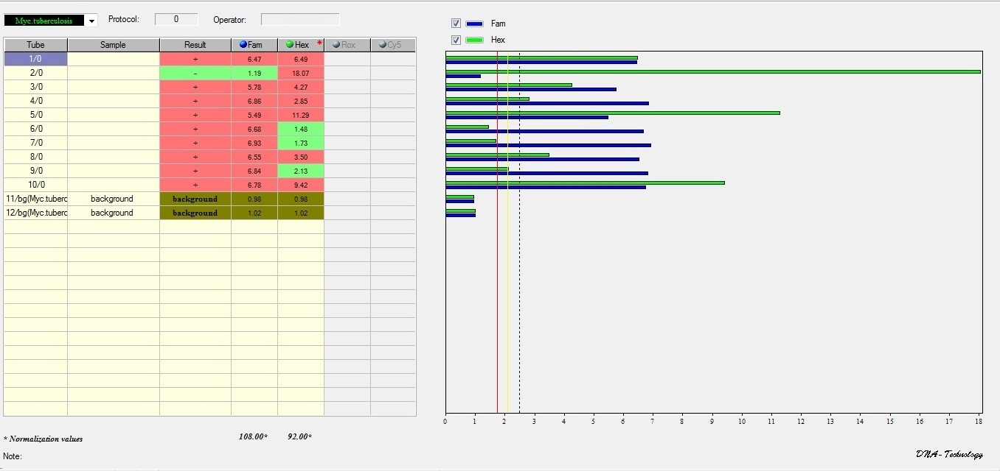 Myc.tuberculosis Protocol: 0 Operator:
Fam
Hex
Tube Sample Result Fam Hex * Rox Cy5
1/0 + 6.47 6.49
2/0 - 1.19 18.07
3/0 + 5.78 4.27
4/0 + 6.86 2.85
5/0 + 5.49 11.29
6/0 + 6.68 1.48
7/0 + 6.93 1.73
8/0 + 6.55 3.50
9/0 + 6.84 2.13
10/0 + 6.78 9.42
11/bg(Myc.tuberc background background 0.98 0.98
12/bg(Myc.tuberc background background 1.02 1.02
0 1 2 3 4 5 6 7 8 9 10 11 12 13 14 15 16 17 18
* Normalization values 108.00* 92.00*
Note:
DNA-Technology